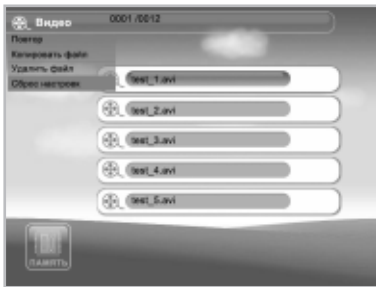 Видео 0001 /0012
Повтор
Копировать файл
Удалить файл
Сброс настроек
test_1.avi
test_2.avi
test_3.avi
test_4.avi
test_5.avi
ПАМЯТЬ